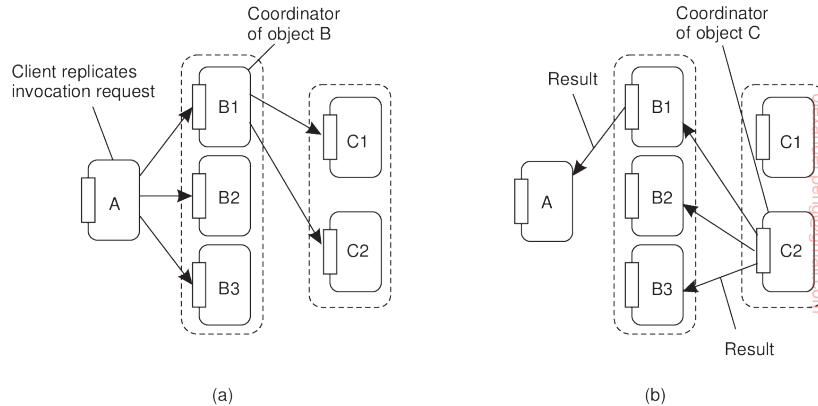 Coordinator
of object B
Client replicates
invocation request
A
B1
B2
B3
C1
C2
(a)
Coordinator
of object C
Result
A
B1
B2
B3
C1
C2
Result
(b)